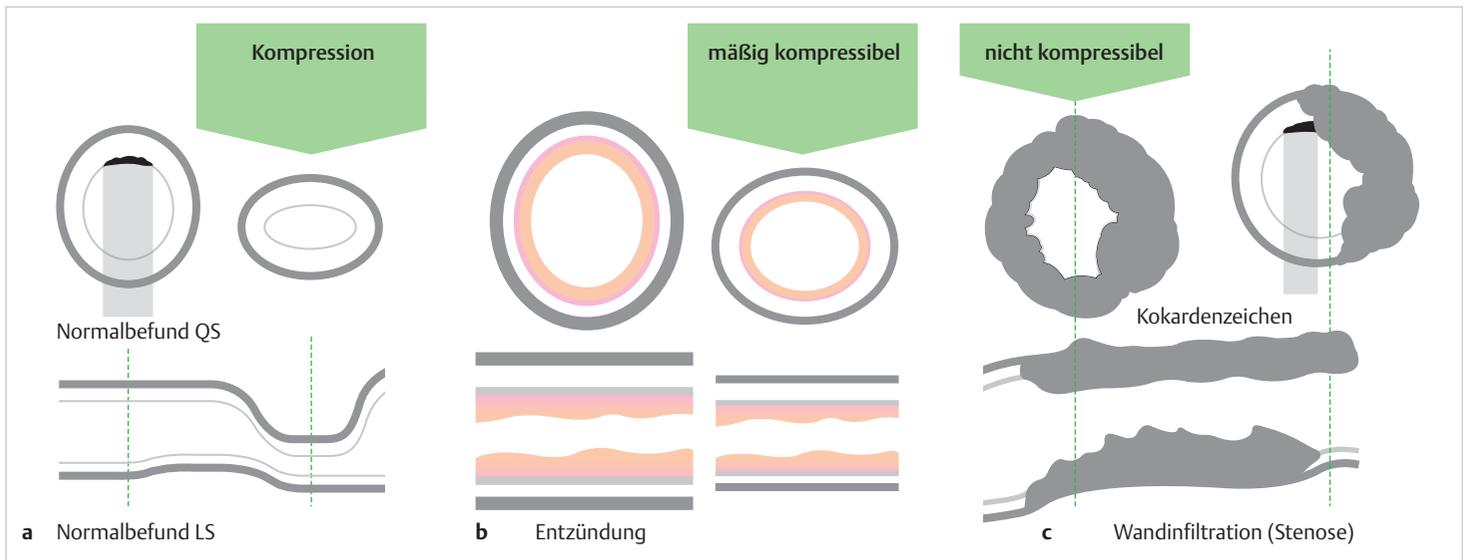 Kompression
mäßig kompressibel
nicht kompressibel
Normalbefund QS
Kokardenzeichen
a Normalbefund LS
b Entzündung
c Wandinfiltration (Stenose)